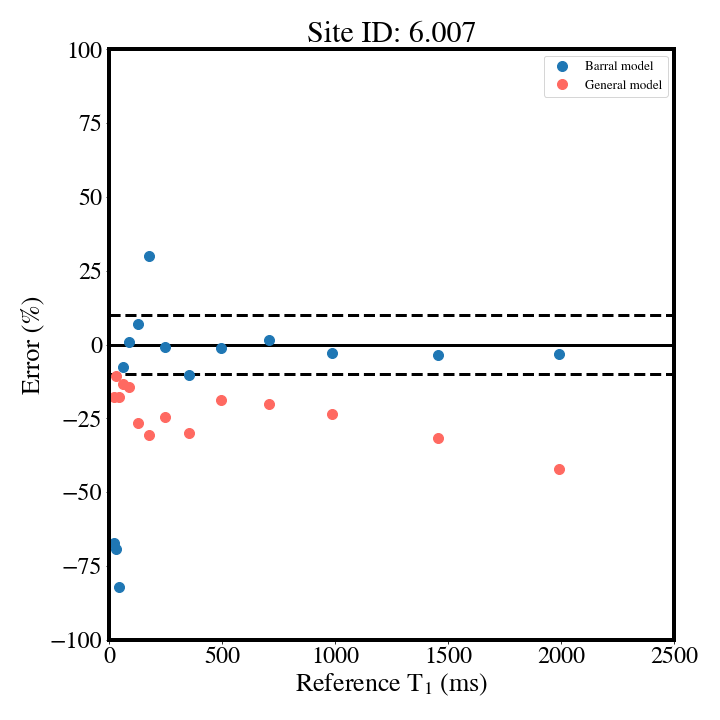 Site ID: 6.007
100
75
50
25
0
−25
−50
−75
−100
Error (%)
Barral model
General model
0 500 1000 1500 2000 2500
Reference T₁ (ms)